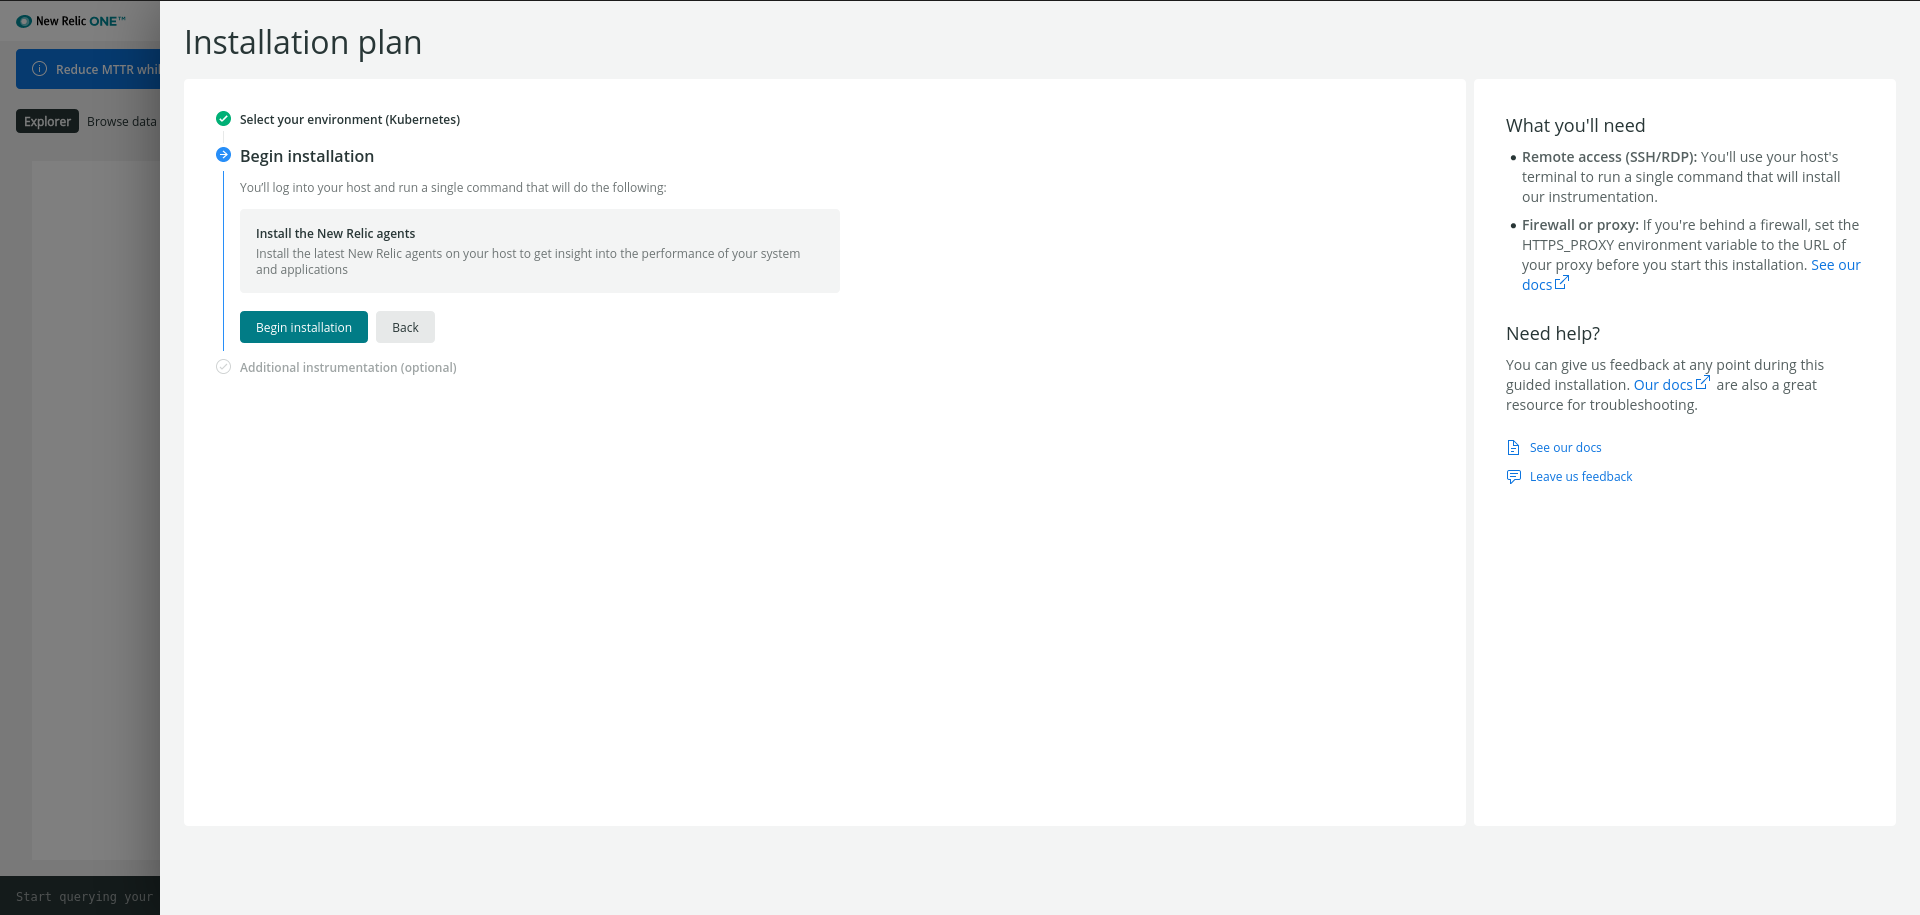 New Relic ONE™
Reduce MTTR whil
Explorer Browse data
Start querying your
Installation plan
Select your environment (Kubernetes)
Begin installation
You'll log into your host and run a single command that will do the following:
Install the New Relic agents
Install the latest New Relic agents on your host to get insight into the performance of your system
and applications
Begin installation Back
Additional instrumentation (optional)
What you'll need
• Remote access (SSH/RDP): You'll use your host's
terminal to run a single command that will install
our instrumentation.
• Firewall or proxy: If you're behind a firewall, set the
HTTPS_PROXY environment variable to the URL of
your proxy before you start this installation. See our
docs
Need help?
You can give us feedback at any point during this
guided installation. Our docs are also a great
resource for troubleshooting.
See our docs
Leave us feedback